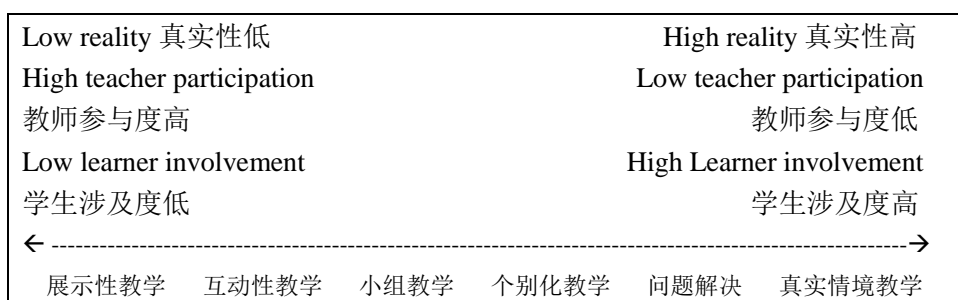 Low reality 真实性低 High reality 真实性高
High teacher participation Low teacher participation
教师参与度高 教师参与度低
Low learner involvement High Learner involvement
学生涉及度低 学生涉及度高
← ---------------------------------------------------------------------------------------------------------→
展示性教学 互动性教学 小组教学 个别化教学 问题解决 真实情境教学